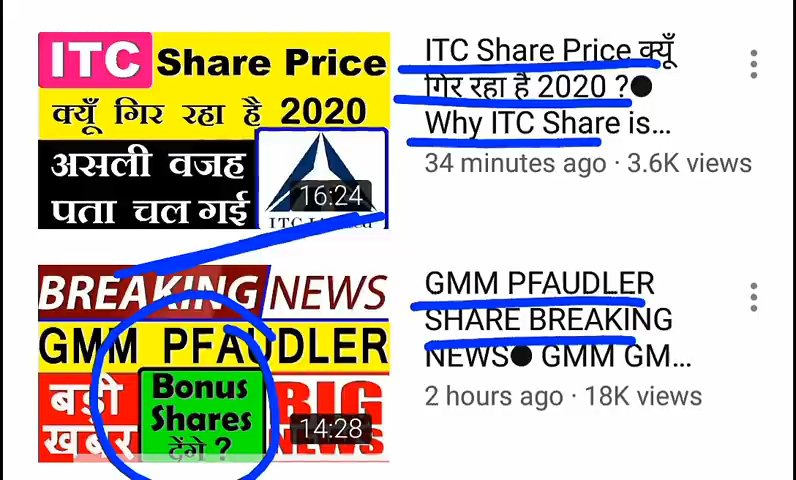 ITC Share Price
क्यूँ गिर रहा है 2020
असली वजह
पता चल गई
16:24
ITC Share Price क्यूँ
गिर रहा है 2020 ?●
Why ITC Share is...
34 minutes ago · 3.6K views
BREAKING NEWS
GMM PFAUDLER
बड़ी
खबर
Bonus
Shares
देंगे ?
BIG
NEWS
14:28
GMM PFAUDLER
SHARE BREAKING
NEWS● GMM GM...
2 hours ago · 18K views